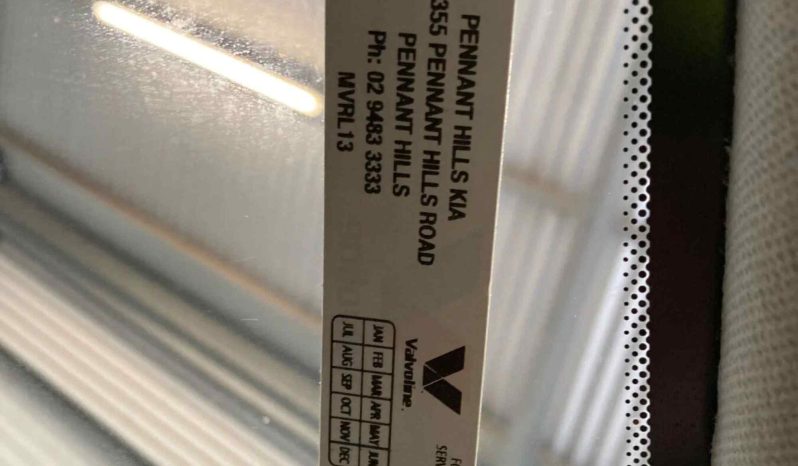 PENNANT HILLS KIA
355 PENNANT HILLS ROAD
PENNANT HILLS
Ph: 02 9483 3333
MVRL13
Valvoline.
JAN FEB MAR APR MAY JUN
JUL AUG SEP OCT NOV DEC